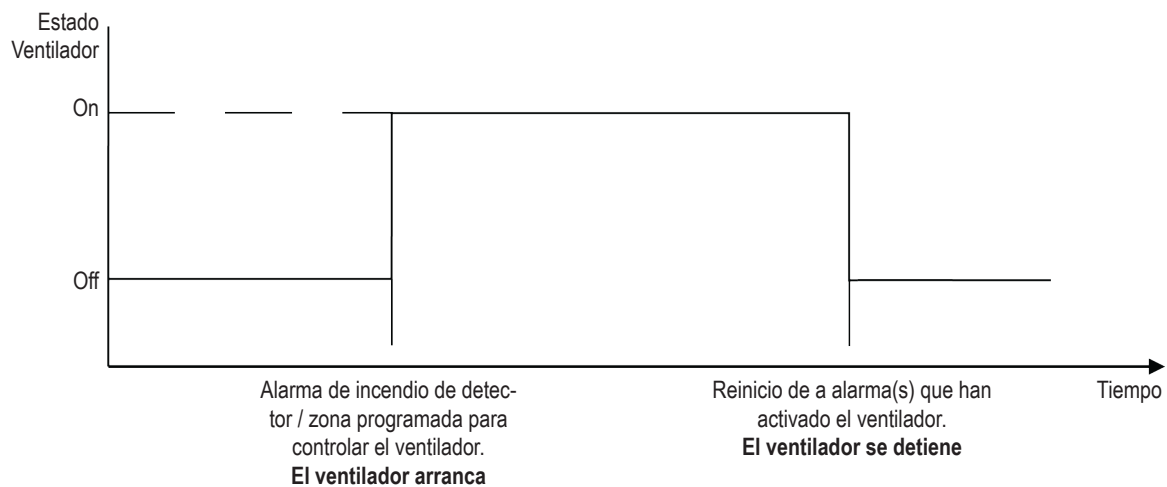 Estado
Ventilador
On
Off
Alarma de incendio de detec-
tor / zona programada para
controlar el ventilador.
El ventilador arranca
Reinicio de a alarma(s) que han
activado el ventilador.
El ventilador se detiene
Tiempo